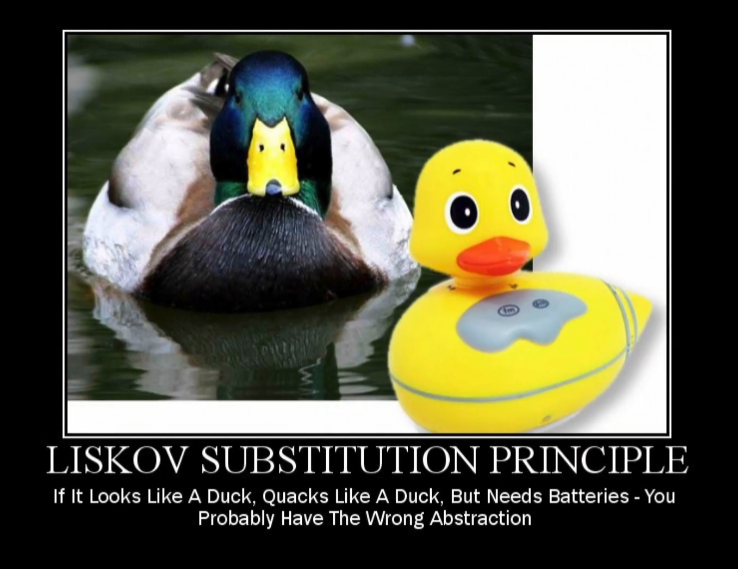 LISKOV SUBSTITUTION PRINCIPLE
If It Looks Like A Duck, Quacks Like A Duck, But Needs Batteries - You
Probably Have The Wrong Abstraction